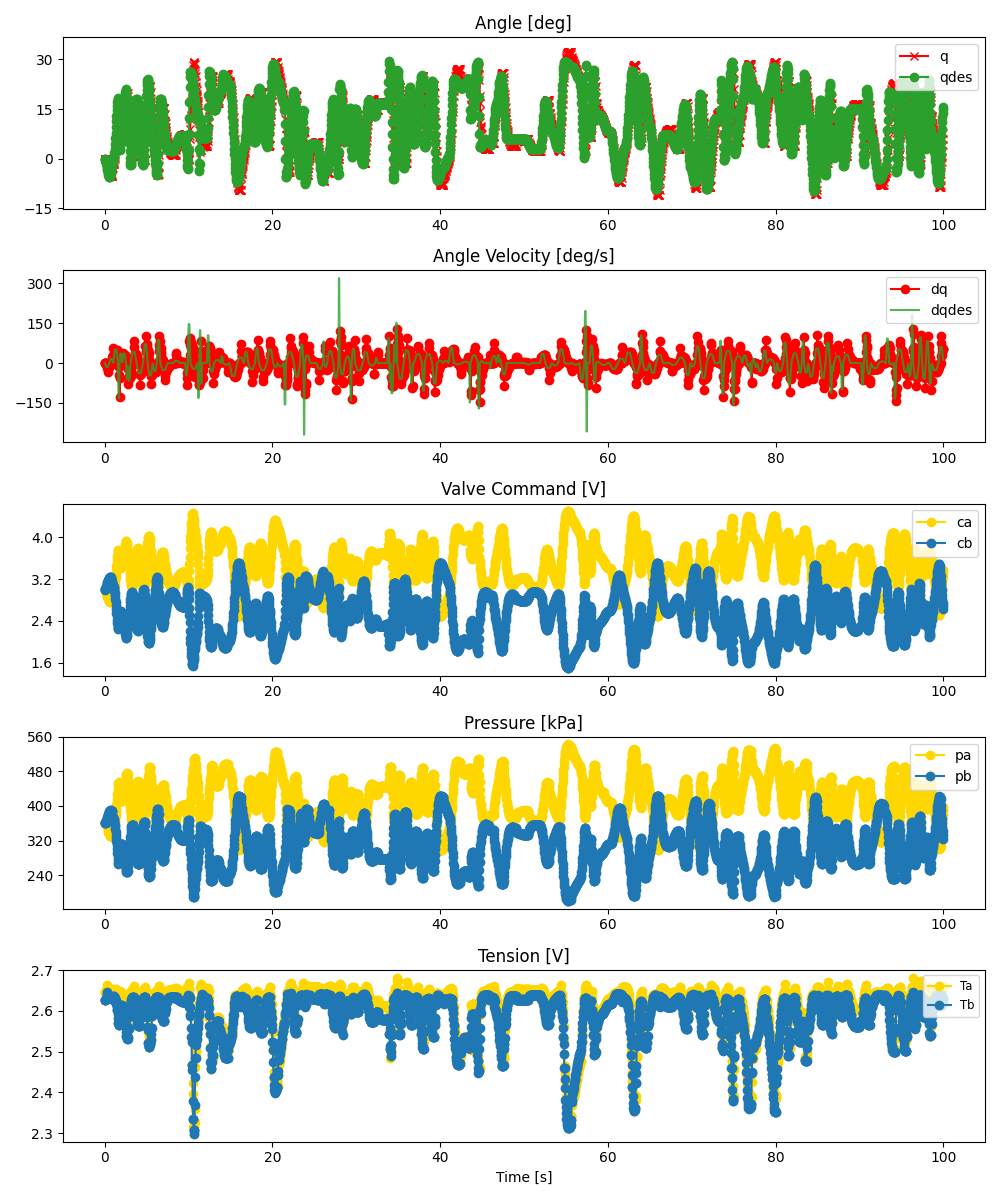 Angle [deg]
30
15
0
−15
q
qdes
0 20 40 60 80 100
Angle Velocity [deg/s]
300
150
0
−150
dq
dqdes
0 20 40 60 80 100
Valve Command [V]
4.0
3.2
2.4
1.6
ca
cb
0 20 40 60 80 100
Pressure [kPa]
560
480
400
320
240
pa
pb
0 20 40 60 80 100
Tension [V]
2.7
2.6
2.5
2.4
2.3
Ta
Tb
0 20 40 60 80 100
Time [s]